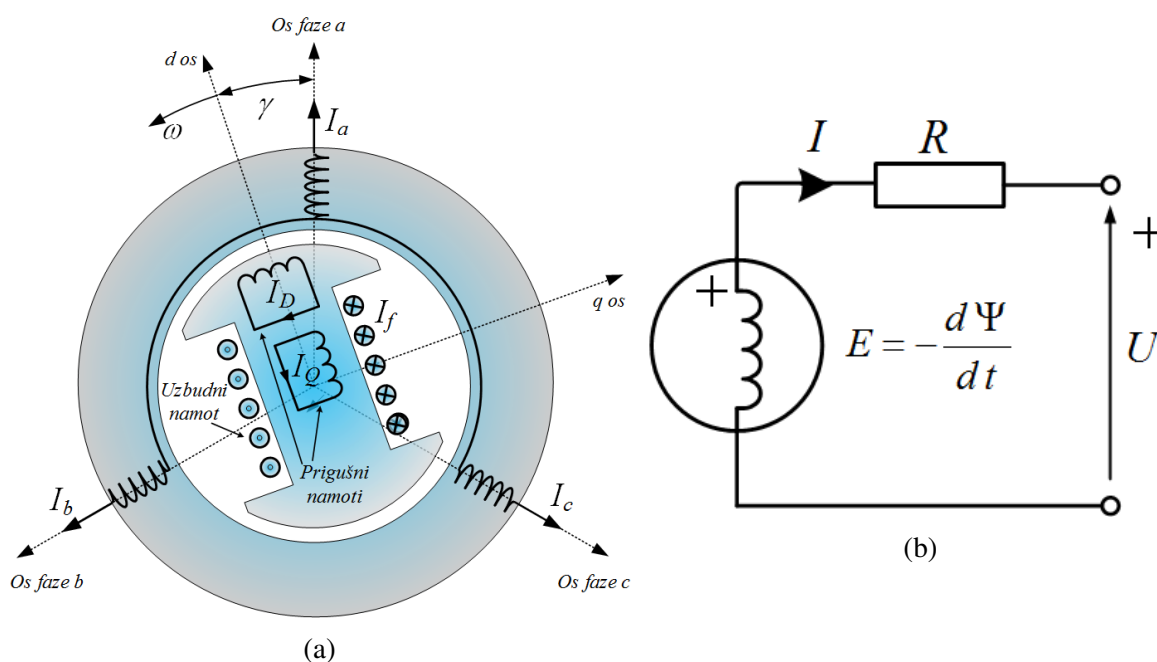 Os faze a
d os
γ
ω
I_a
q os
I_D
I_f
I_Q
Uzbudni
namot
Prigušni
namoti
I_b
I_c
Os faze b
Os faze c
(a)
I
R
+
+
E = − dΨ/dt
U
(b)